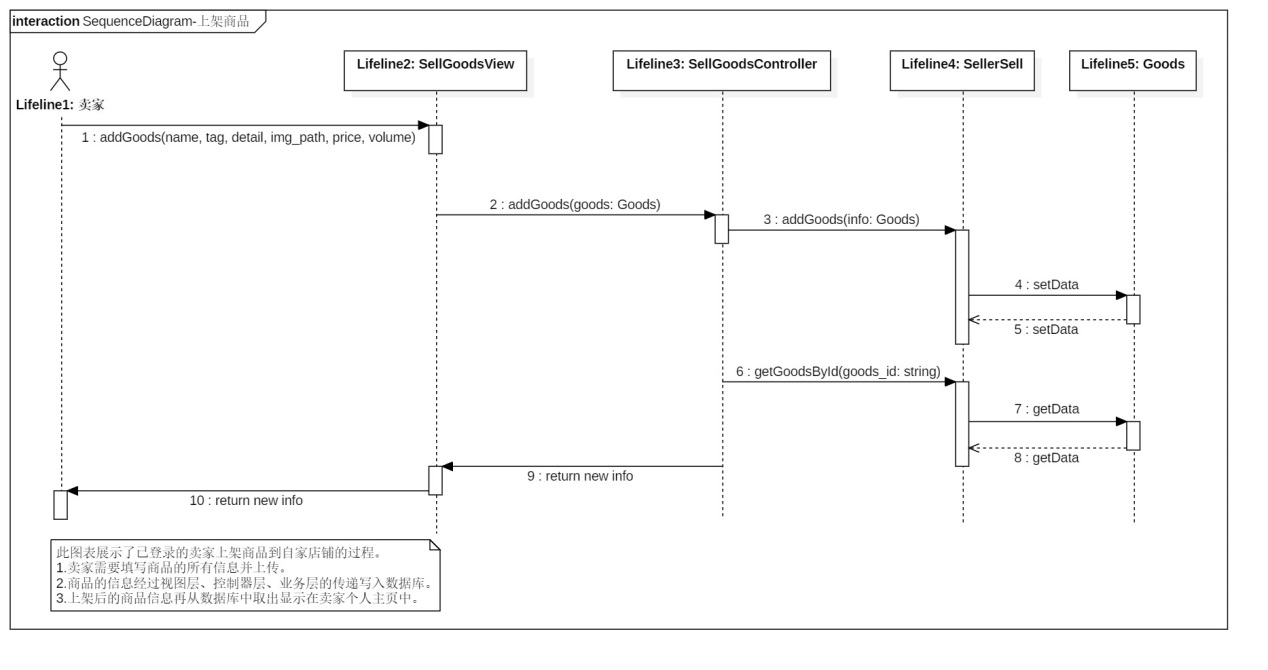 interaction SequenceDiagram-上架商品
Lifeline2: SellGoodsView
Lifeline3: SellGoodsController
Lifeline4: SellerSell
Lifeline5: Goods
Lifeline1: 卖家
1 : addGoods(name, tag, detail, img_path, price, volume)
2 : addGoods(goods: Goods)
3 : addGoods(info: Goods)
4 : setData
5 : setData
6 : getGoodsById(goods_id: string)
7 : getData
8 : getData
9 : return new info
10 : return new info
此图表展示了已登录的卖家上架商品到自家店铺的过程。
1.卖家需要填写商品的所有信息并上传。
2.商品的信息经过视图层、控制器层、业务层的传递写入数据库。
3.上架后的商品信息再从数据库中取出显示在卖家个人主页中。